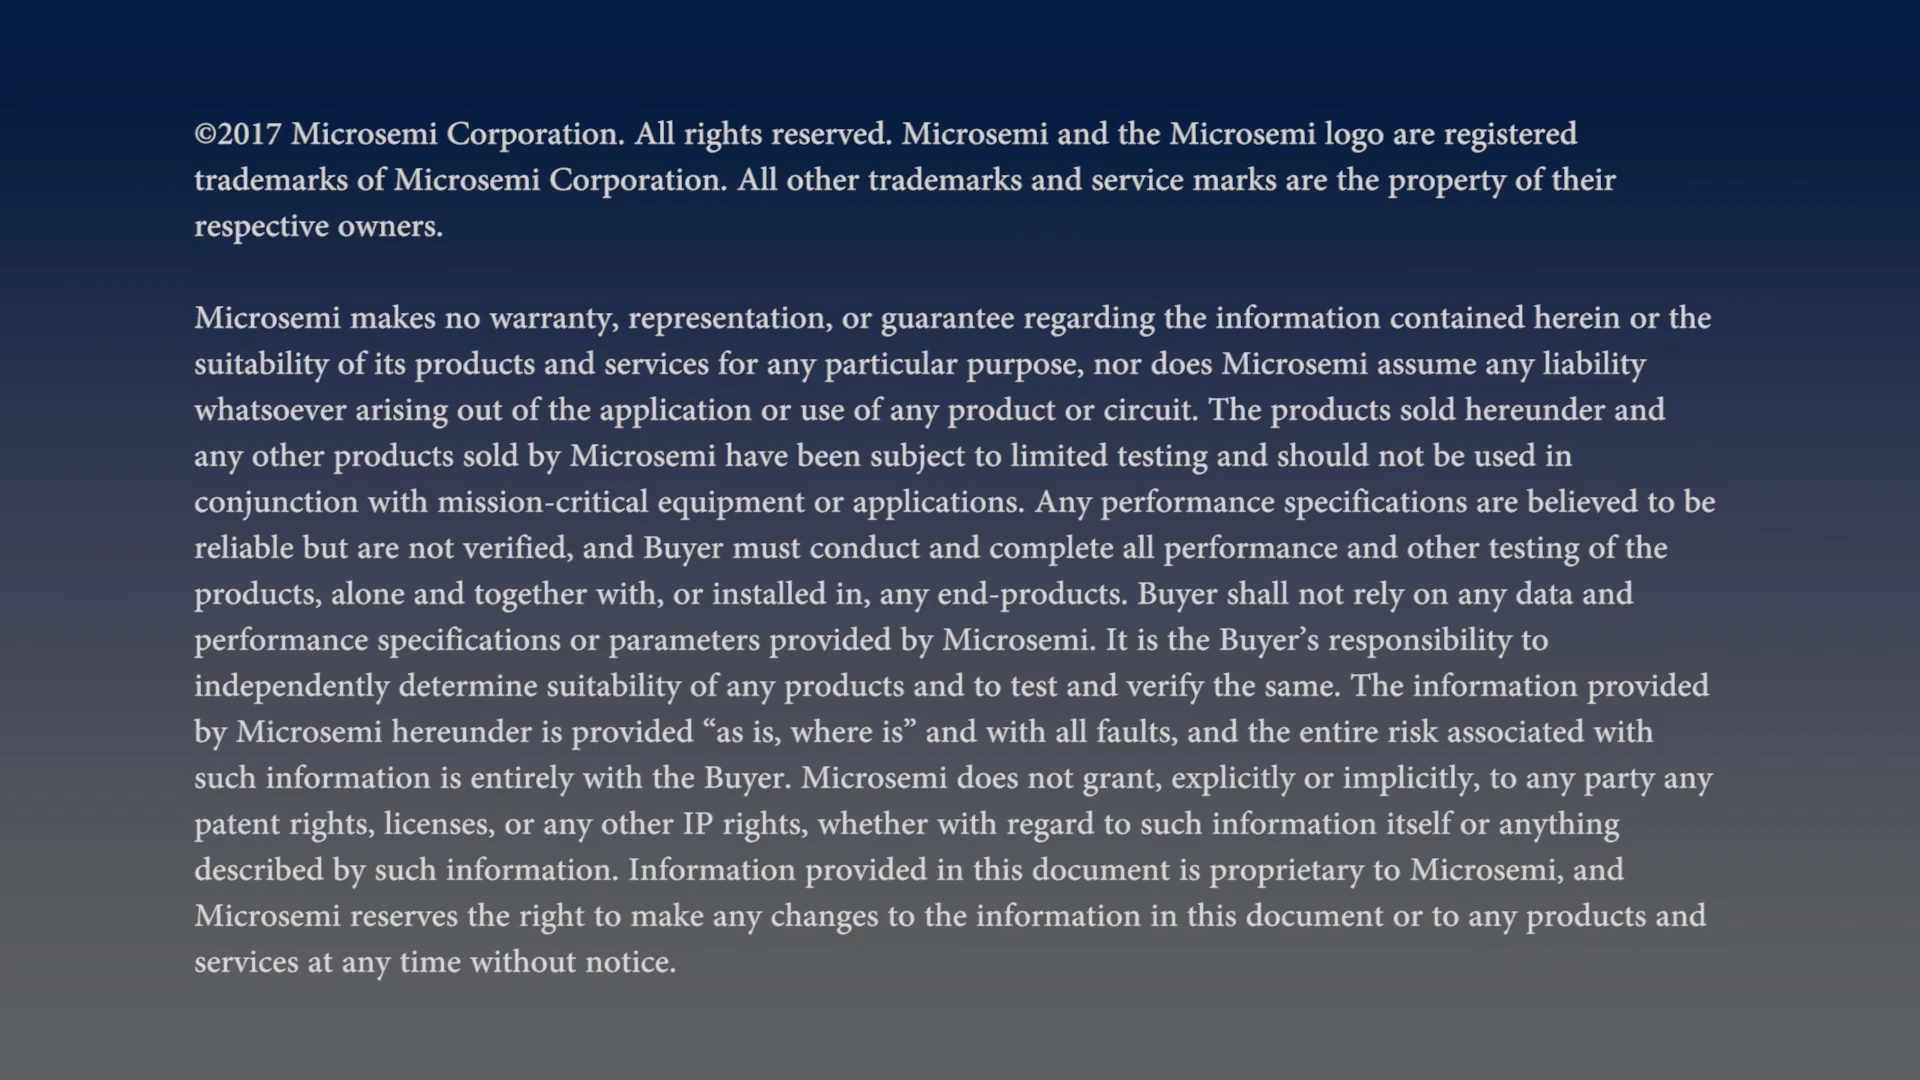 ©2017 Microsemi Corporation. All rights reserved. Microsemi and the Microsemi logo are registered
trademarks of Microsemi Corporation. All other trademarks and service marks are the property of their
respective owners.
Microsemi makes no warranty, representation, or guarantee regarding the information contained herein or the
suitability of its products and services for any particular purpose, nor does Microsemi assume any liability
whatsoever arising out of the application or use of any product or circuit. The products sold hereunder and
any other products sold by Microsemi have been subject to limited testing and should not be used in
conjunction with mission-critical equipment or applications. Any performance specifications are believed to be
reliable but are not verified, and Buyer must conduct and complete all performance and other testing of the
products, alone and together with, or installed in, any end-products. Buyer shall not rely on any data and
performance specifications or parameters provided by Microsemi. It is the Buyer’s responsibility to
independently determine suitability of any products and to test and verify the same. The information provided
by Microsemi hereunder is provided “as is, where is” and with all faults, and the entire risk associated with
such information is entirely with the Buyer. Microsemi does not grant, explicitly or implicitly, to any party any
patent rights, licenses, or any other IP rights, whether with regard to such information itself or anything
described by such information. Information provided in this document is proprietary to Microsemi, and
Microsemi reserves the right to make any changes to the information in this document or to any products and
services at any time without notice.